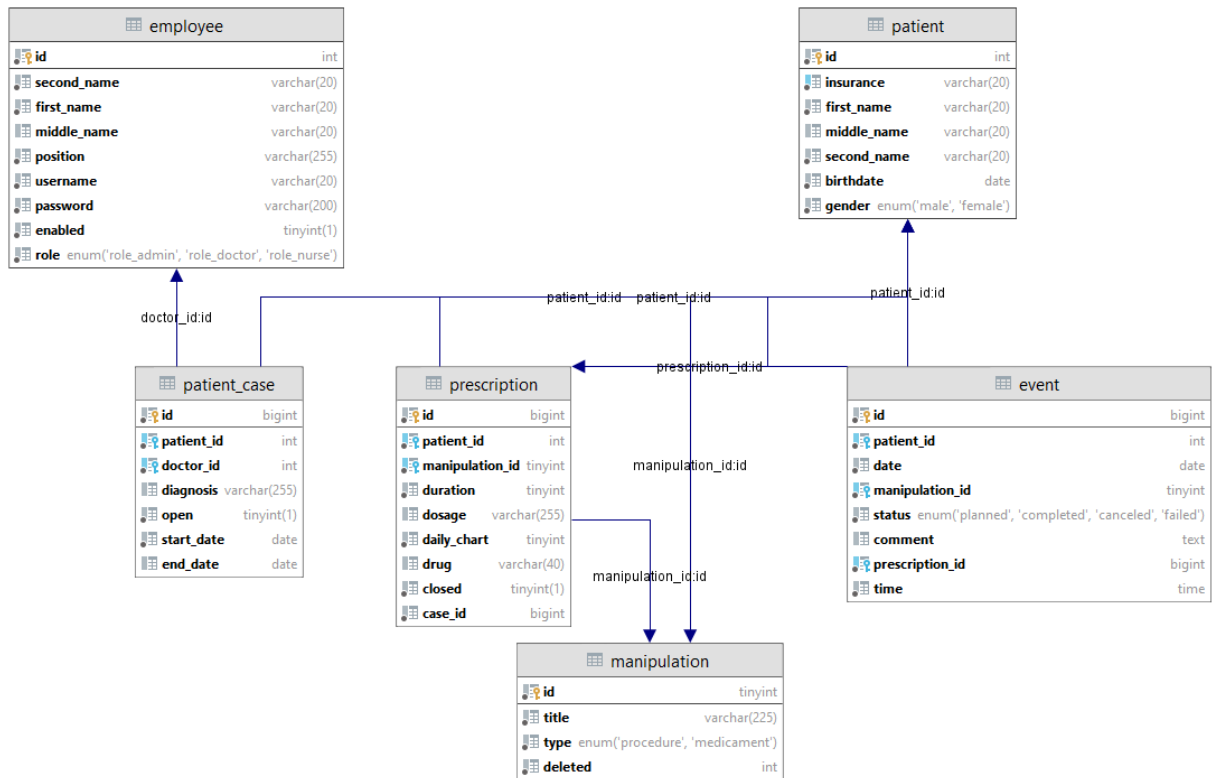 employee
id int
second_name varchar(20)
first_name varchar(20)
middle_name varchar(20)
position varchar(255)
username varchar(20)
password varchar(200)
enabled tinyint(1)
role enum('role_admin', 'role_doctor', 'role_nurse')
patient
id int
insurance varchar(20)
first_name varchar(20)
middle_name varchar(20)
second_name varchar(20)
birthdate date
gender enum('male', 'female')
doctor_id:id
patient_id:id
patient_id:id
patient_id:id
prescription_id:id
patient_case
id bigint
patient_id int
doctor_id int
diagnosis varchar(255)
open tinyint(1)
start_date date
end_date date
prescription
id bigint
patient_id int
manipulation_id tinyint
duration tinyint
dosage varchar(255)
daily_chart tinyint
drug varchar(40)
closed tinyint(1)
case_id bigint
manipulation_id:id
event
id bigint
patient_id int
date date
manipulation_id tinyint
status enum('planned', 'completed', 'canceled', 'failed')
comment text
prescription_id bigint
time time
manipulation_id:id
manipulation
id tinyint
title varchar(225)
type enum('procedure', 'medicament')
deleted int